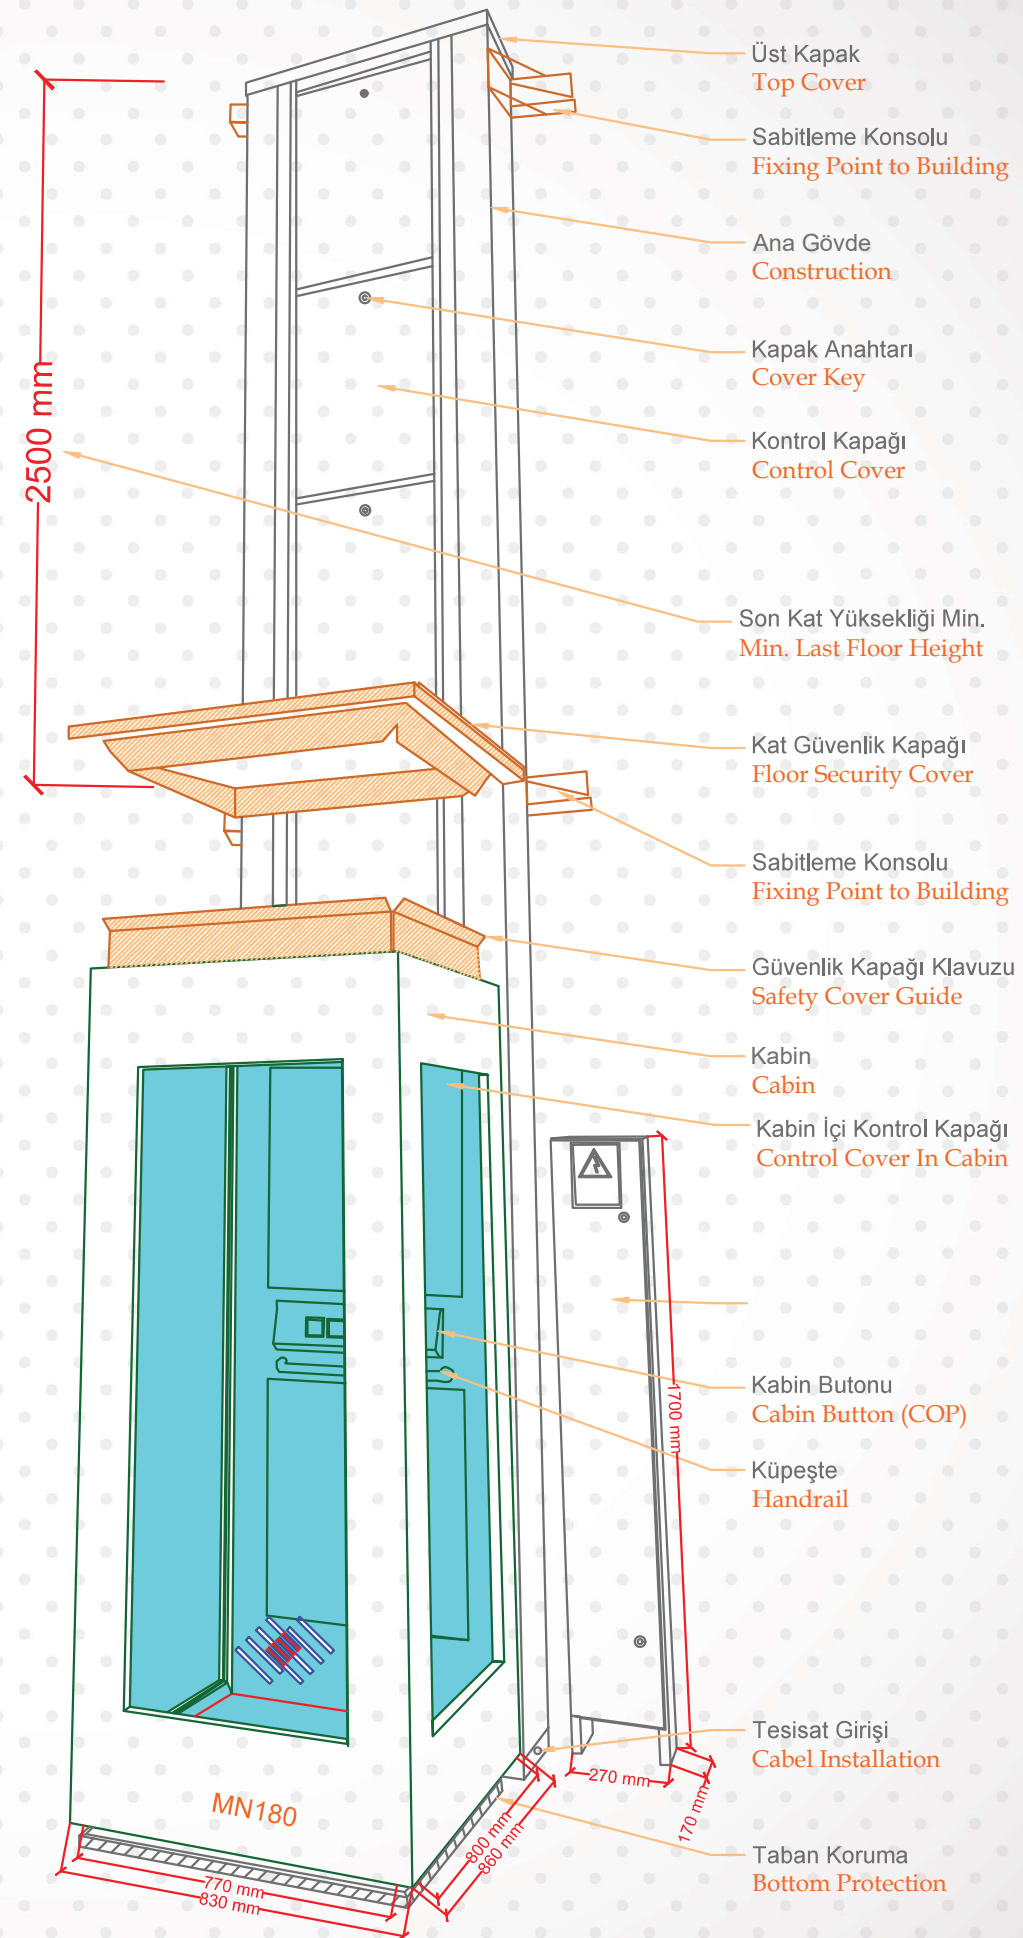 Üst Kapak
Top Cover
Sabitleme Konsolu
Fixing Point to Building
Ana Gövde
Construction
Kapak Anahtarı
Cover Key
Kontrol Kapağı
Control Cover
2500 mm
Son Kat Yüksekliği Min.
Min. Last Floor Height
Kat Güvenlik Kapağı
Floor Security Cover
Sabitleme Konsolu
Fixing Point to Building
Güvenlik Kapağı Klavuzu
Safety Cover Guide
Kabin
Cabin
Kabin İçi Kontrol Kapağı
Control Cover In Cabin
1700 mm
Kabin Butonu
Cabin Button (COP)
Küpeşte
Handrail
Tesisat Girişi
Cabel Installation
270 mm
170 mm
MN180
800 mm
860 mm
Taban Koruma
Bottom Protection
770 mm
830 mm